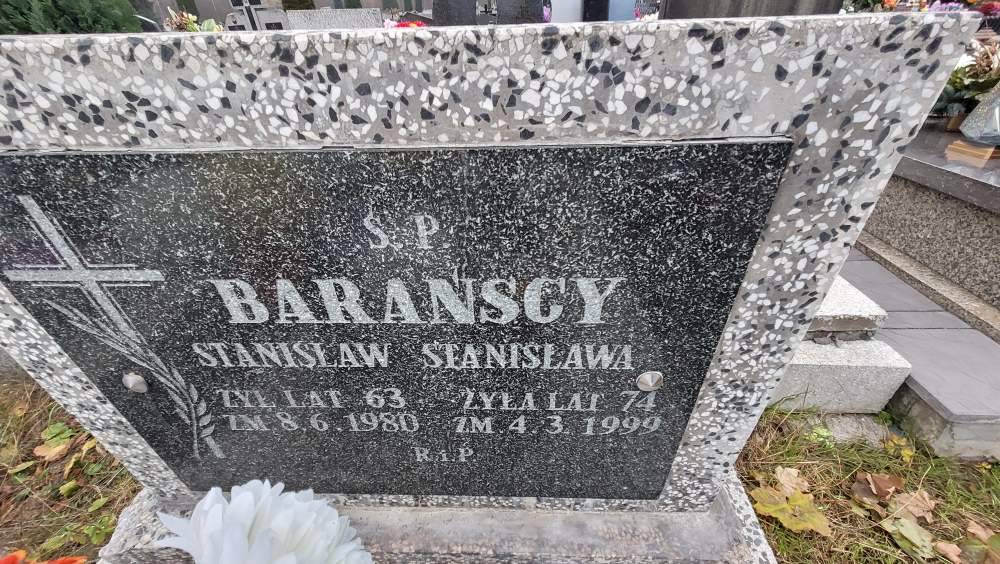 Ś. P.
BARAŃSCY
STANISŁAW STANISŁAWA
ŻYŁ LAT 63 ŻYŁA LAT 74
ZM 8.6.1980 ZM 4.3.1999
R.i.P